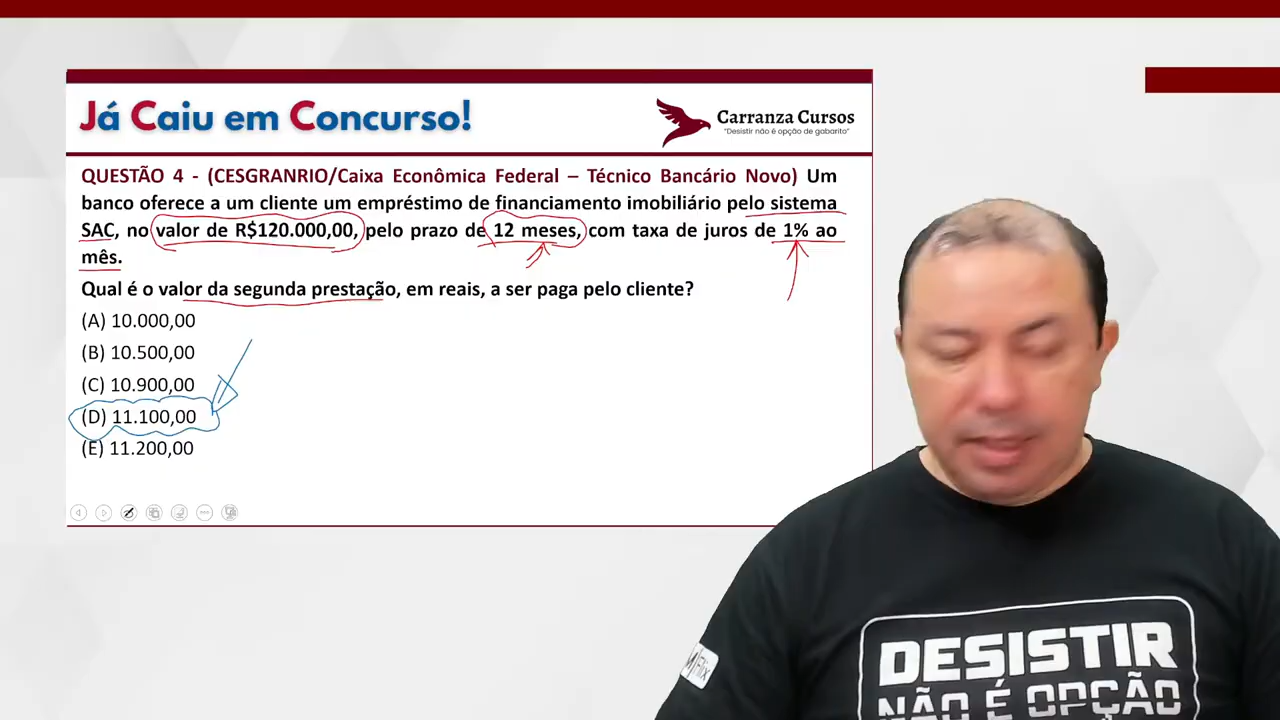 Já Caiu em Concurso!
Carranza Cursos
"Desistir não é opção de gabarito"
QUESTÃO 4 - (CESGRANRIO/Caixa Econômica Federal – Técnico Bancário Novo) Um
banco oferece a um cliente um empréstimo de financiamento imobiliário pelo sistema
SAC, no valor de R$120.000,00, pelo prazo de 12 meses, com taxa de juros de 1% ao
mês.
Qual é o valor da segunda prestação, em reais, a ser paga pelo cliente?
(A) 10.000,00
(B) 10.500,00
(C) 10.900,00
(D) 11.100,00
(E) 11.200,00
DESISTIR
NÃO É OPÇÃO